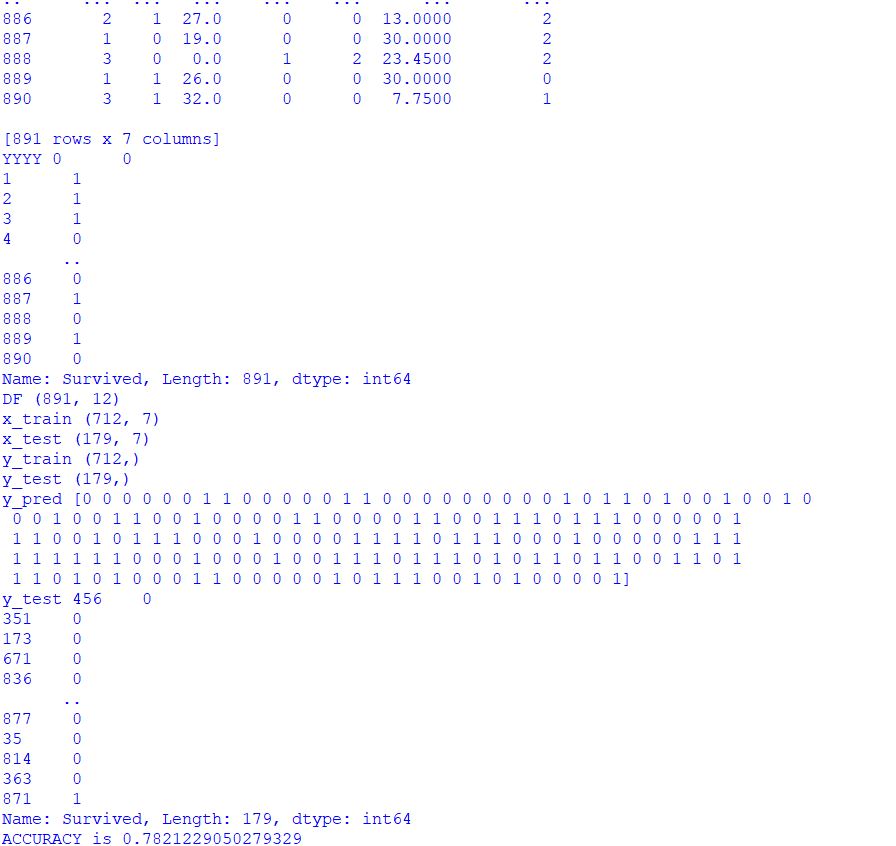 ..      ...  ...   ...    ...    ...       ...       ...
886       2    1  27.0      0      0  13.0000         2
887       1    0  19.0      0      0  30.0000         2
888       3    0   0.0      1      2  23.4500         2
889       1    1  26.0      0      0  30.0000         0
890       3    1  32.0      0      0   7.7500         1
[891 rows x 7 columns]
YYYY 0      0
1      1
2      1
3      1
4      0
..
886    0
887    1
888    0
889    1
890    0
Name: Survived, Length: 891, dtype: int64
DF (891, 12)
x_train (712, 7)
x_test (179, 7)
y_train (712,)
y_test (179,)
y_pred [0 0 0 0 0 0 1 1 0 0 0 0 0 1 1 0 0 0 0 0 0 0 0 0 1 0 1 1 0 1 0 0 1 0 0 1 0
0 0 1 0 0 1 1 0 0 1 0 0 0 0 1 1 0 0 0 0 1 1 0 0 1 1 1 0 1 1 1 0 0 0 0 0 1
1 1 0 0 1 0 1 1 1 0 0 0 1 0 0 0 0 1 1 1 1 0 1 1 1 0 0 0 1 0 0 0 0 0 0 1 1 1
1 1 1 1 1 1 0 0 0 1 0 0 0 1 0 0 1 1 1 0 1 1 1 0 1 0 1 1 0 1 1 0 0 1 1 0 1
1 1 0 1 0 1 0 0 0 1 1 0 0 0 0 0 1 0 1 1 1 0 0 1 0 1 0 0 0 0 1]
y_test 456    0
351    0
173    0
671    0
836    0
..
877    0
35     0
814    0
363    0
871    1
Name: Survived, Length: 179, dtype: int64
ACCURACY is 0.7821229050279329